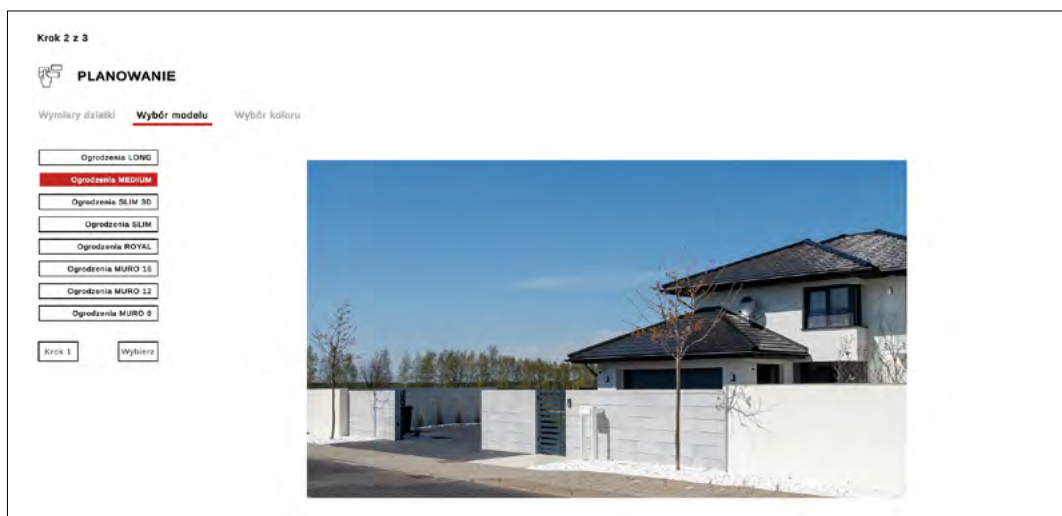 Krok 2 z 3
PLANOWANIE
Wymiary działki Wybór modelu Wybór koloru
Ogrodzenia LONG
Ogrodzenia MEDIUM
Ogrodzenia SLIM 3D
Ogrodzenia SLIM
Ogrodzenia ROYAL
Ogrodzenia MURO 16
Ogrodzenia MURO 12
Ogrodzenia MURO 8
Krok 1 Wybierz